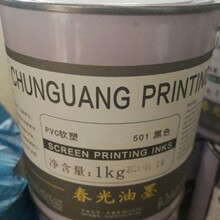 CHUNGUANG PRINTING
PVC软塑 501 黑色
SCREEN PRINTING INKS
净含量：1kg
春光油墨